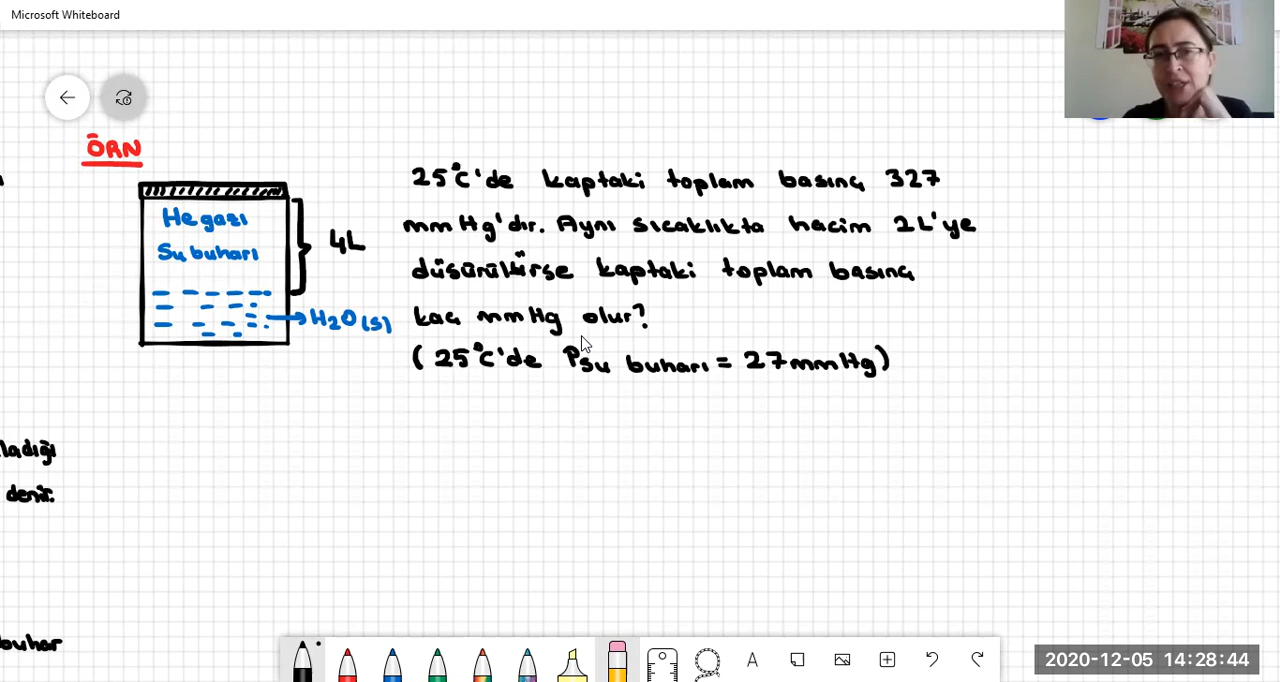 Microsoft Whiteboard
ÖRN
He gazı
Su buharı
4L
H2O(s)
25°C'de kaptaki toplam basınç 327
mmHg'dır. Aynı sıcaklıkta hacim 2L'ye
düşürülürse kaptaki toplam basınç
kaç mmHg olur?
(25°C'de Psu buharı = 27mmHg)
ladığı
denir.
buhar
2020-12-05 14:28:44